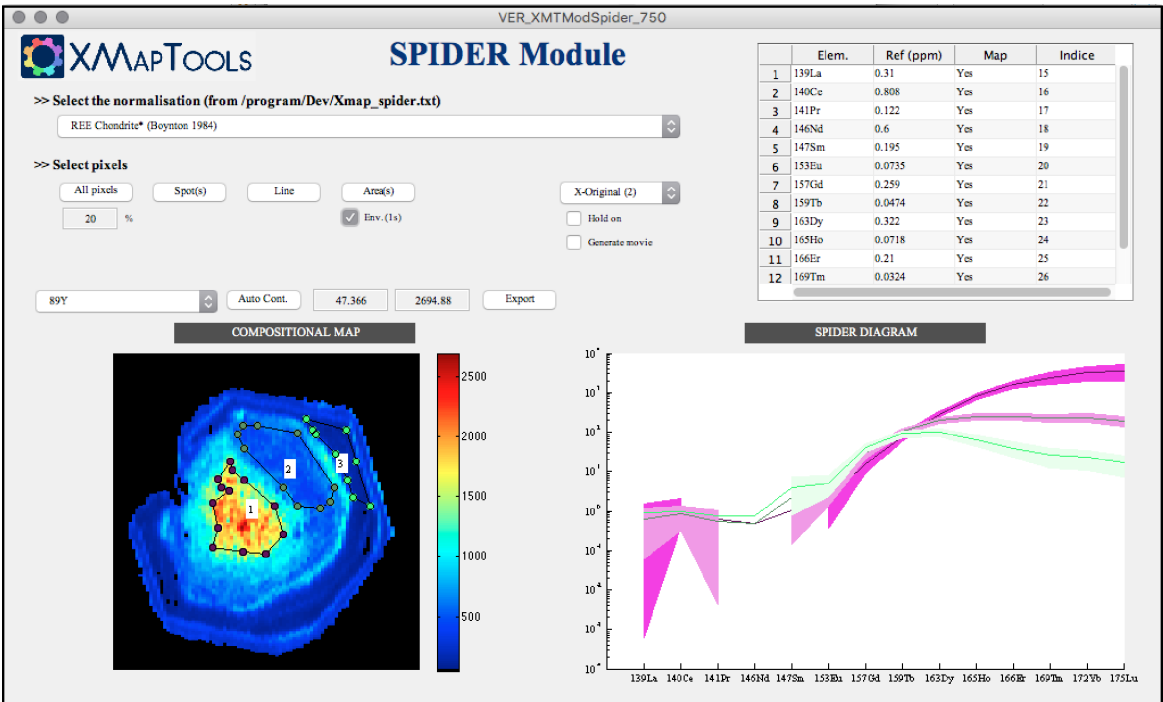 VER_XMTModSpider_750
XMAPTOOLS
SPIDER Module
>> Select the normalisation (from /program/Dev/Xmap_spider.txt)
REE Chondrite* (Boynton 1984)
>> Select pixels
All pixels Spot(s) Line Area(s) X-Original (2)
20 % Env. (1s) Hold on
Generate movie
Elem. Ref (ppm) Map Indice
1 139La 0.31 Yes 15
2 140Ce 0.808 Yes 16
3 141Pr 0.122 Yes 17
4 146Nd 0.6 Yes 18
5 147Sm 0.195 Yes 19
6 153Eu 0.0735 Yes 20
7 157Gd 0.259 Yes 21
8 159Tb 0.0474 Yes 22
9 163Dy 0.322 Yes 23
10 165Ho 0.0718 Yes 24
11 166Er 0.21 Yes 25
12 169Tm 0.0324 Yes 26
89Y Auto Cont. 47.366 2694.88 Export
COMPOSITIONAL MAP
2500
2000
1500
1000
500
1
2
3
SPIDER DIAGRAM
139La 140Ce 141Pr 146Nd 147Sm 153Eu 157Gd 159Tb 163Dy 165Ho 166Er 169Tm 172Yb 175Lu